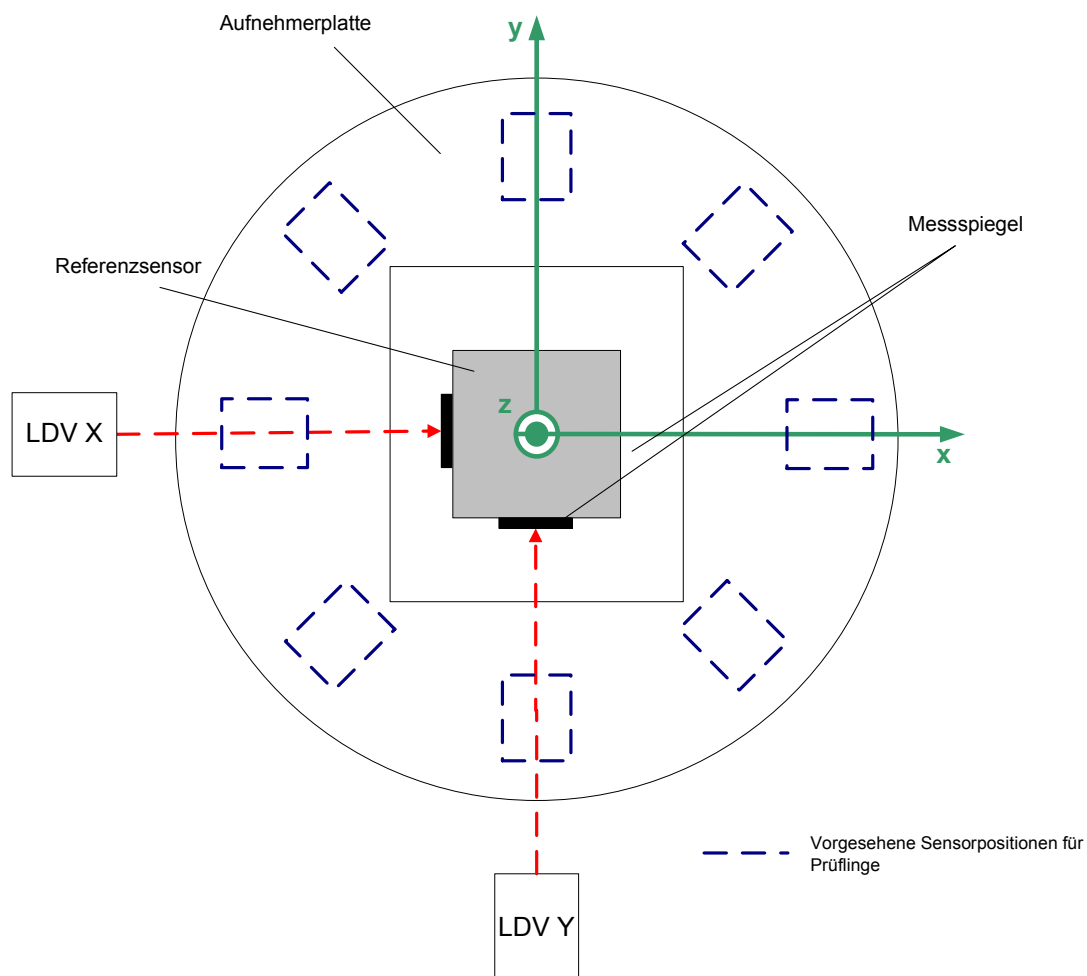 Aufnehmerplatte
y
Messspiegel
Referenzsensor
z
LDV X
x
Vorgesehene Sensorpositionen für
Prüflinge
LDV Y